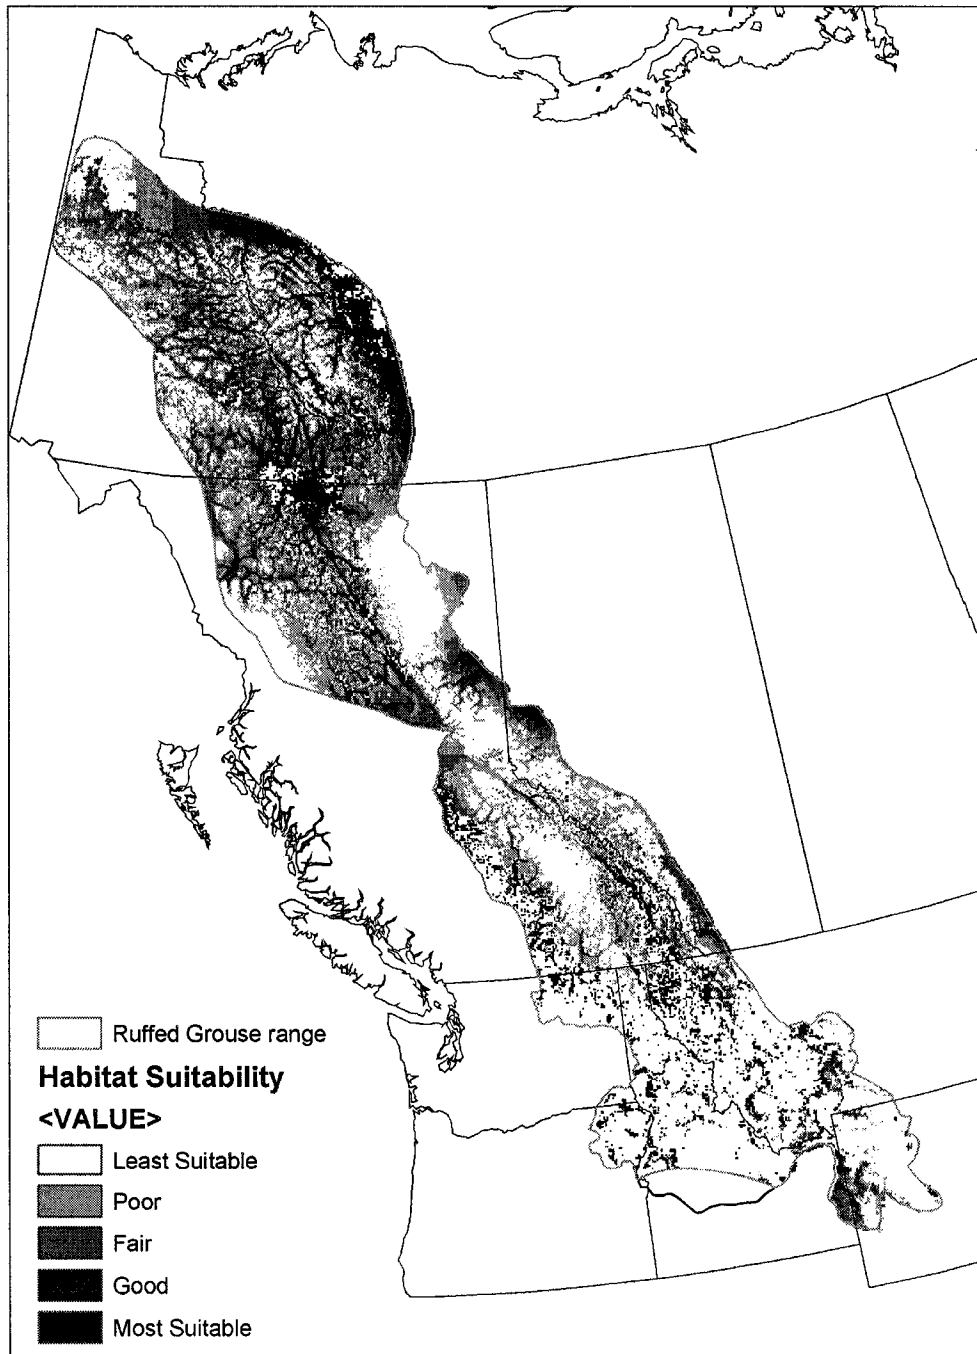 Ruffed Grouse range
Habitat Suitability
<VALUE>
Least Suitable
Poor
Fair
Good
Most Suitable